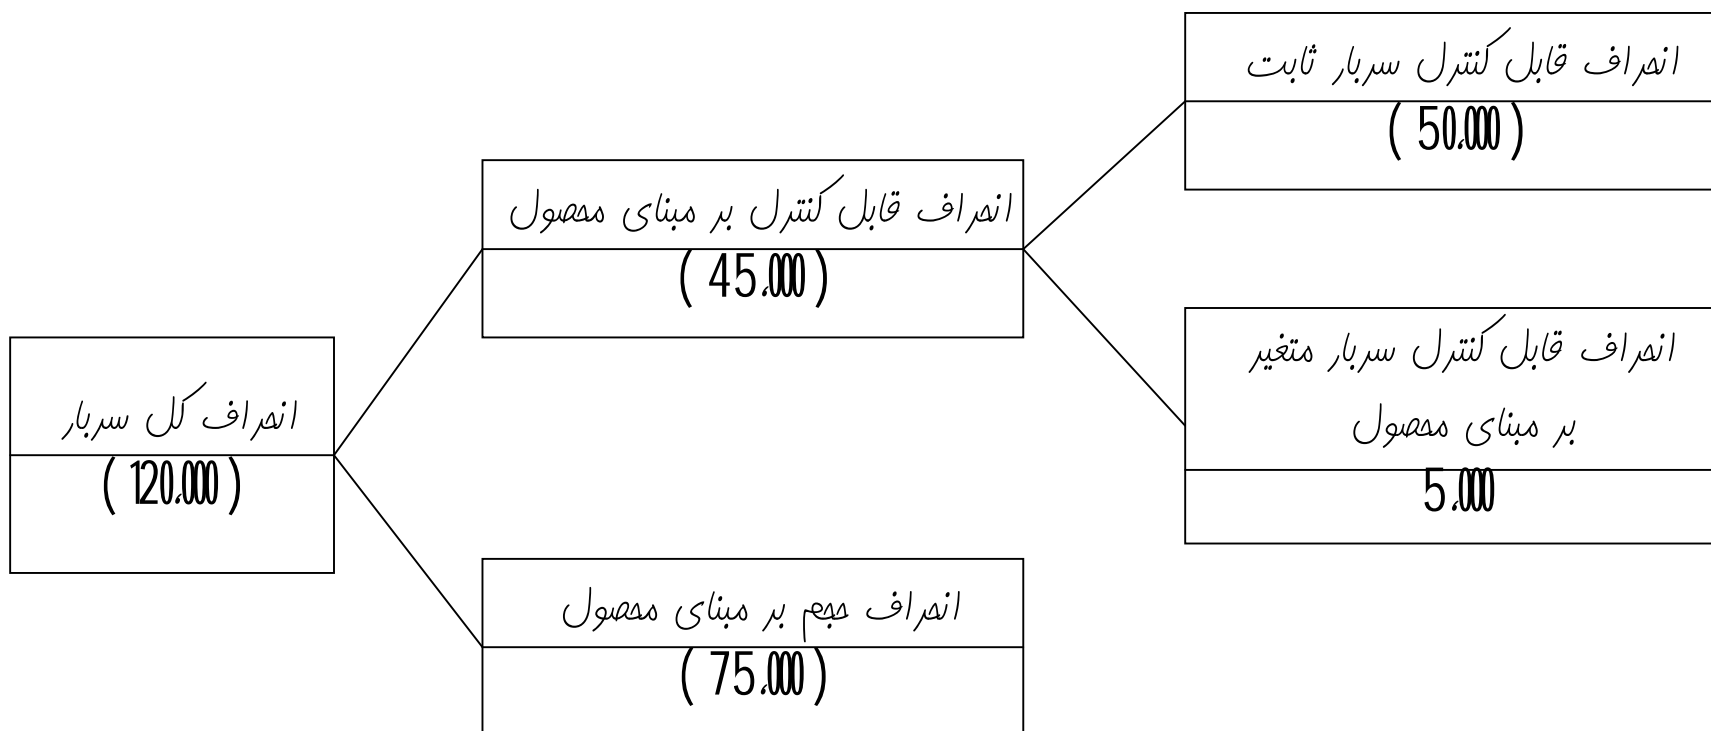 انحراف قابل کنترل سربار ثابت
( 50.000 )
انحراف قابل کنترل بر مبنای محصول
( 45.000 )
انحراف قابل کنترل سربار متغیر
بر مبنای محصول
5.000
انحراف کل سربار
( 120.000 )
انحراف حجم بر مبنای محصول
( 75.000 )